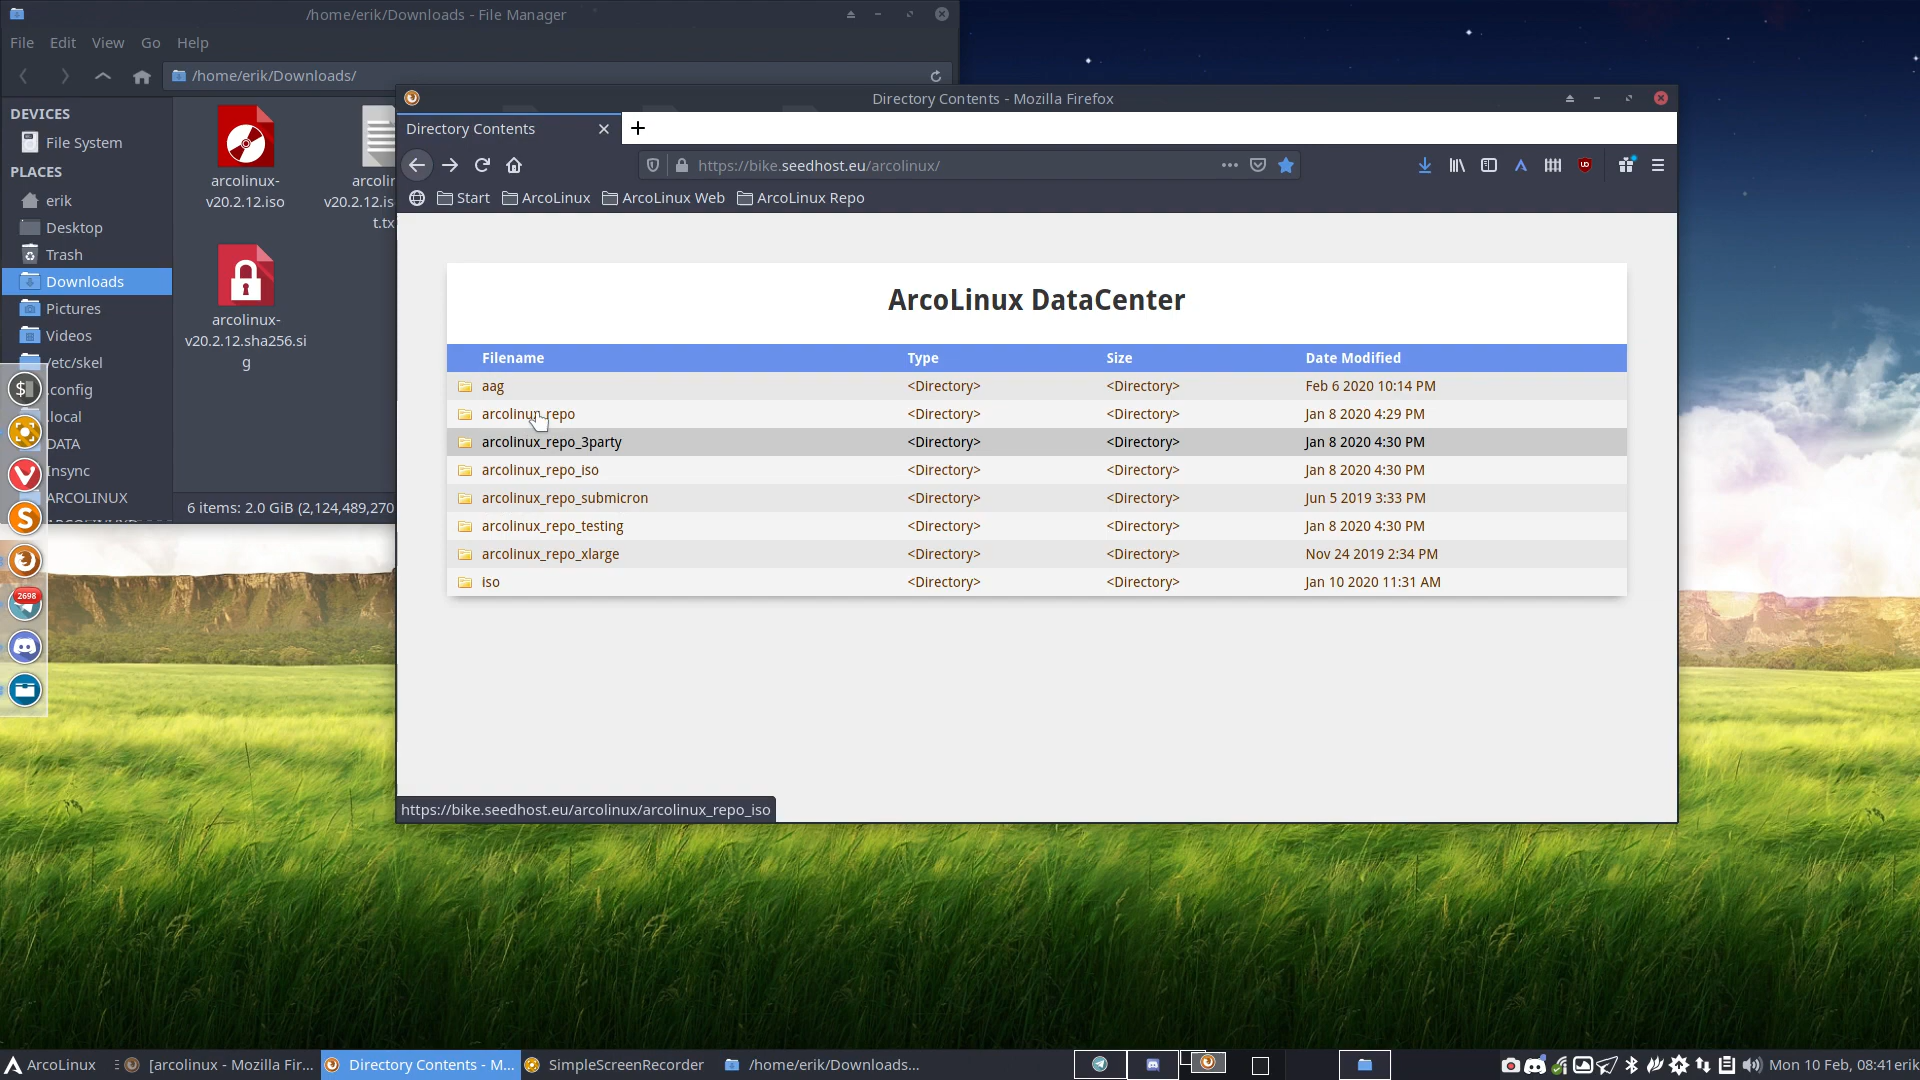 /home/erik/Downloads - File Manager
File Edit View Go Help
/home/erik/Downloads/
DEVICES
File System
PLACES
erik
Desktop
Trash
Downloads
Pictures
Videos
/etc/skel
.config
.local
DATA
Insync
ARCOLINUX
arcolinux-
v20.2.12.iso
v20.2.12.is
t.tx
arcolinux-
v20.2.12.sha256.si
g
6 items: 2.0 GiB (2,124,489,270
2698
Directory Contents - Mozilla Firefox
Directory Contents
https://bike.seedhost.eu/arcolinux/
Start ArcoLinux ArcoLinux Web ArcoLinux Repo
ArcoLinux DataCenter
Filename Type Size Date Modified
aag <Directory> <Directory> Feb 6 2020 10:14 PM
arcolinux_repo <Directory> <Directory> Jan 8 2020 4:29 PM
arcolinux_repo_3party <Directory> <Directory> Jan 8 2020 4:30 PM
arcolinux_repo_iso <Directory> <Directory> Jan 8 2020 4:30 PM
arcolinux_repo_submicron <Directory> <Directory> Jun 5 2019 3:33 PM
arcolinux_repo_testing <Directory> <Directory> Jan 8 2020 4:30 PM
arcolinux_repo_xlarge <Directory> <Directory> Nov 24 2019 2:34 PM
iso <Directory> <Directory> Jan 10 2020 11:31 AM
https://bike.seedhost.eu/arcolinux/arcolinux_repo_iso
ArcoLinux [arcolinux - Mozilla Fir... Directory Contents - M... SimpleScreenRecorder /home/erik/Downloads... Mon 10 Feb, 08:41 erik